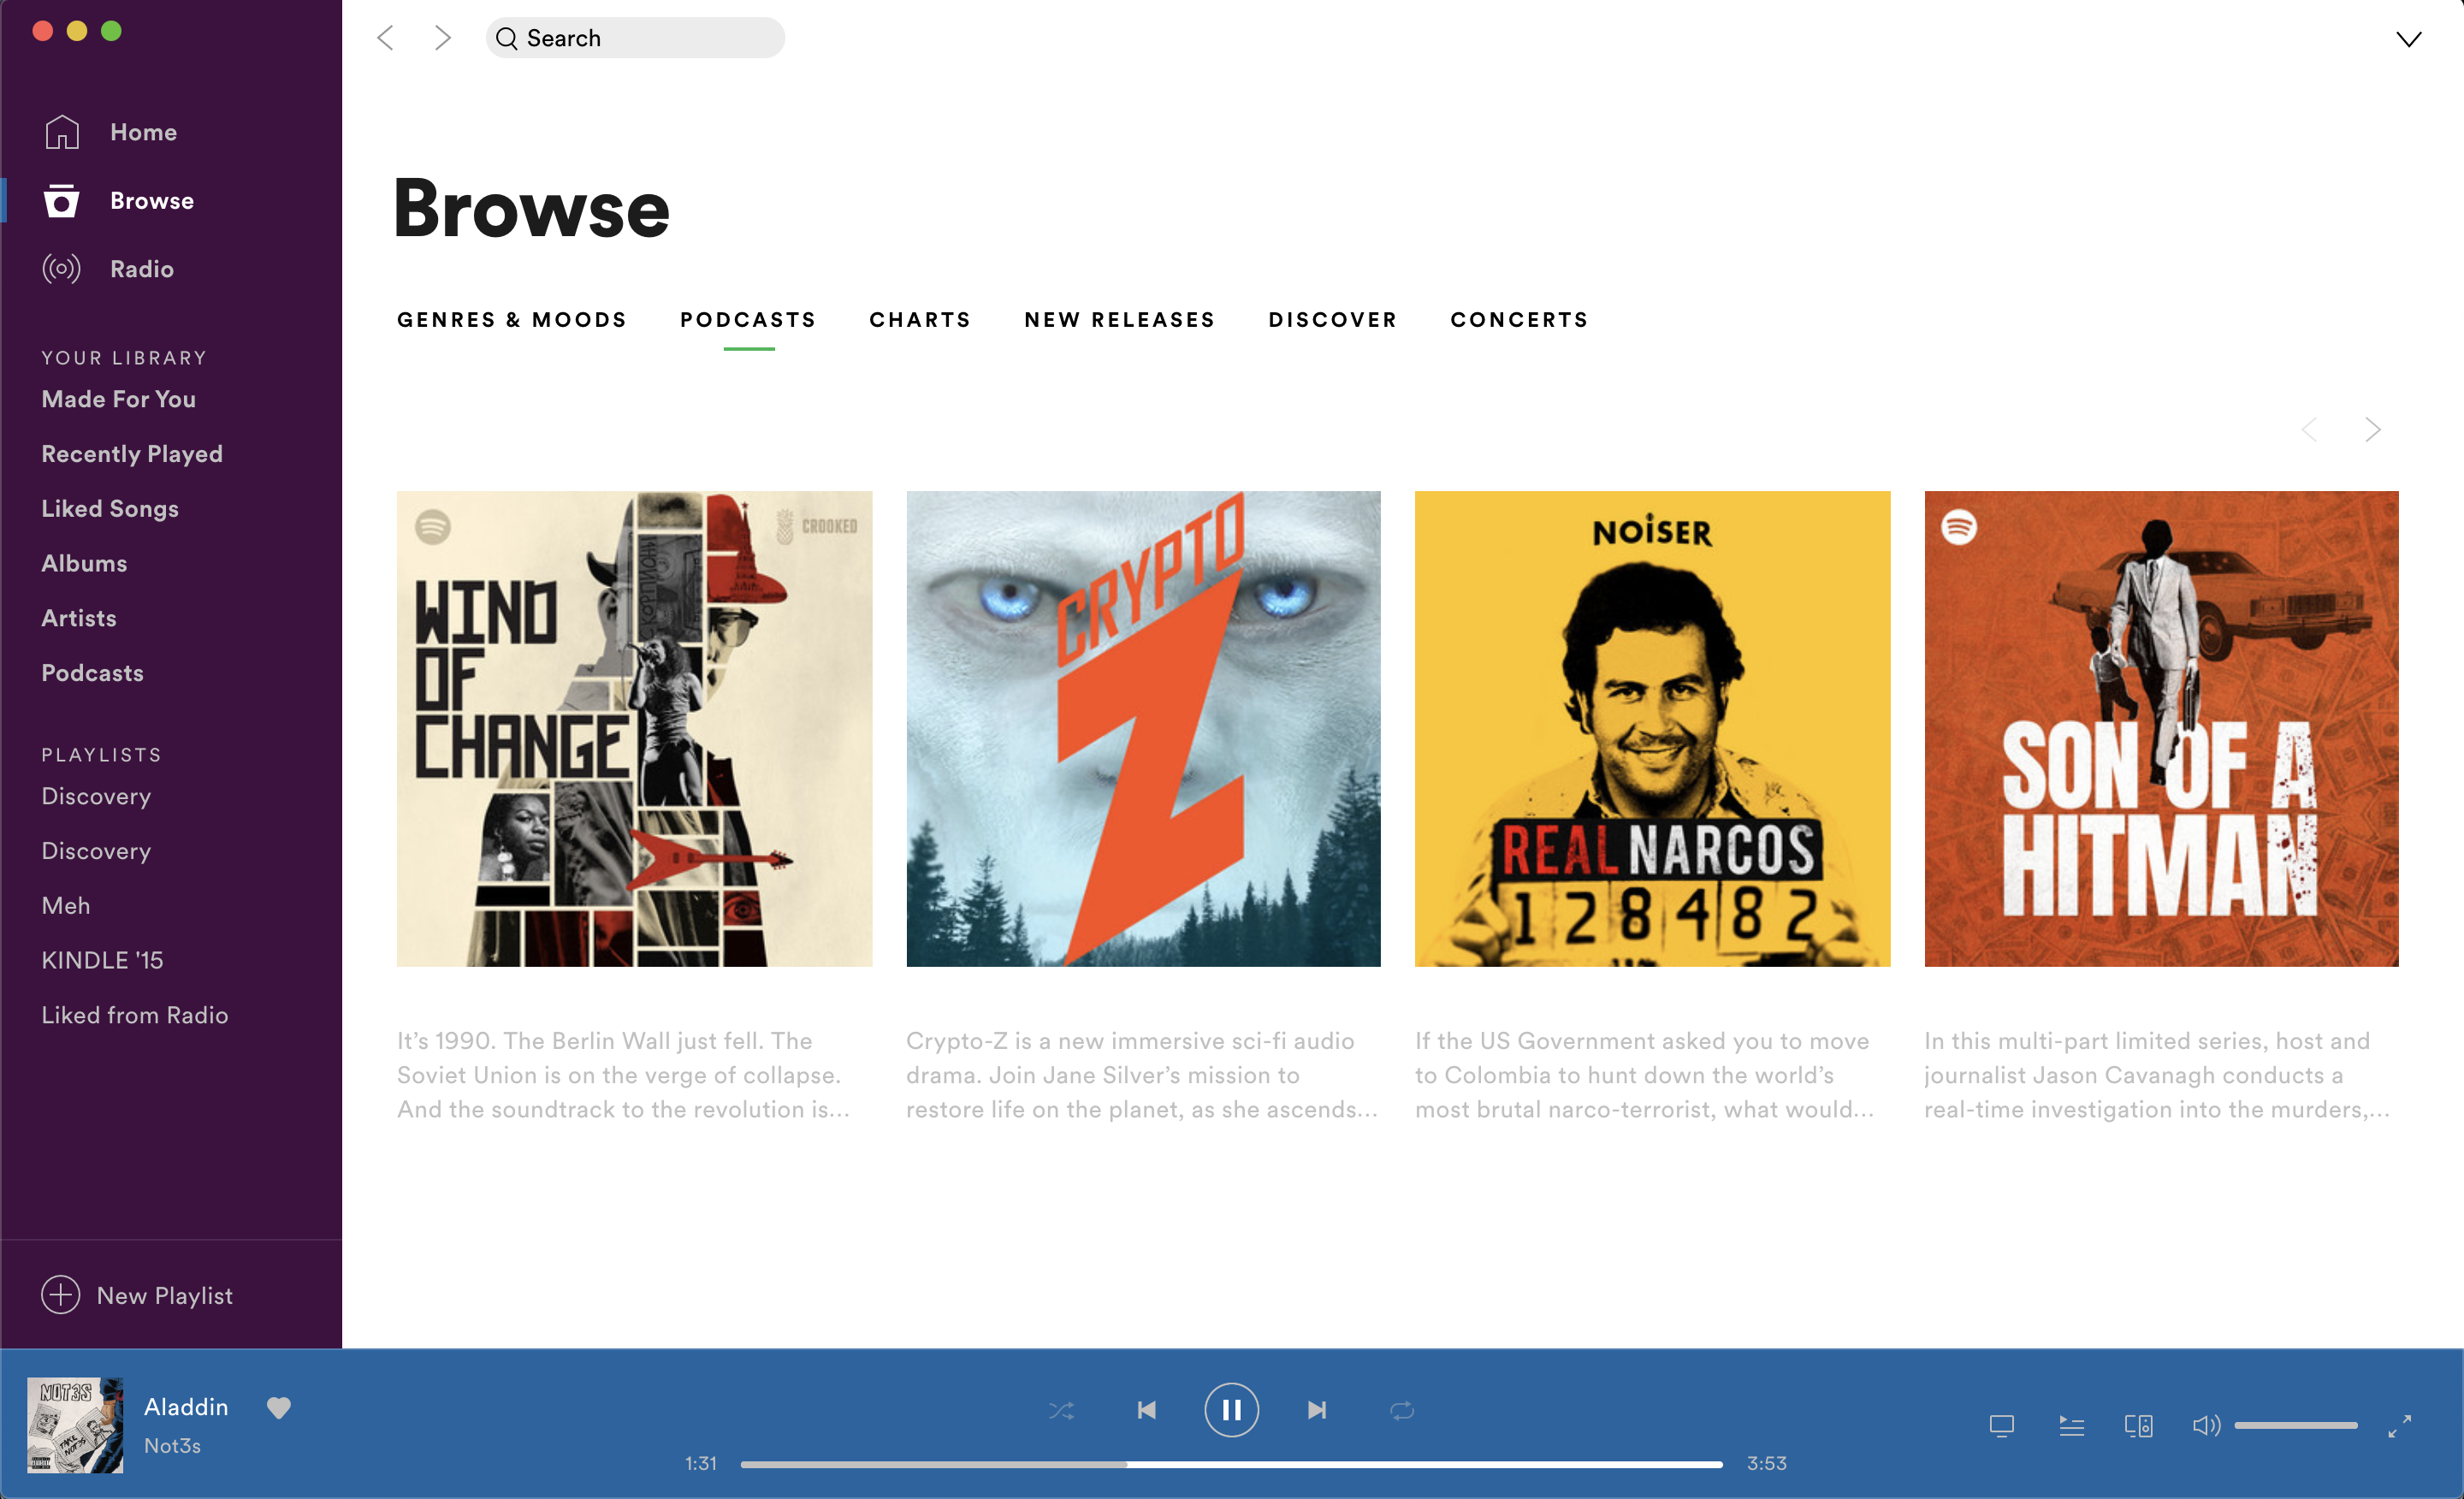 Search
Home
Browse
Radio
YOUR LIBRARY
Made For You
Recently Played
Liked Songs
Albums
Artists
Podcasts
PLAYLISTS
Discovery
Discovery
Meh
KINDLE '15
Liked from Radio
New Playlist
Browse
GENRES & MOODS
PODCASTS
CHARTS
NEW RELEASES
DISCOVER
CONCERTS
CROOKED
WIND
OF
CHANGE
CRYPTO
Z
NOiSER
REAL NARCOS
128482
SON OF A
HITMAN
It’s 1990. The Berlin Wall just fell. The
Soviet Union is on the verge of collapse.
And the soundtrack to the revolution is...
Crypto-Z is a new immersive sci-fi audio
drama. Join Jane Silver’s mission to
restore life on the planet, as she ascends...
If the US Government asked you to move
to Colombia to hunt down the world’s
most brutal narco-terrorist, what would...
In this multi-part limited series, host and
journalist Jason Cavanagh conducts a
real-time investigation into the murders,...
NOT3S
TAKE
NOT3S
Aladdin
Not3s
1:31
3:53